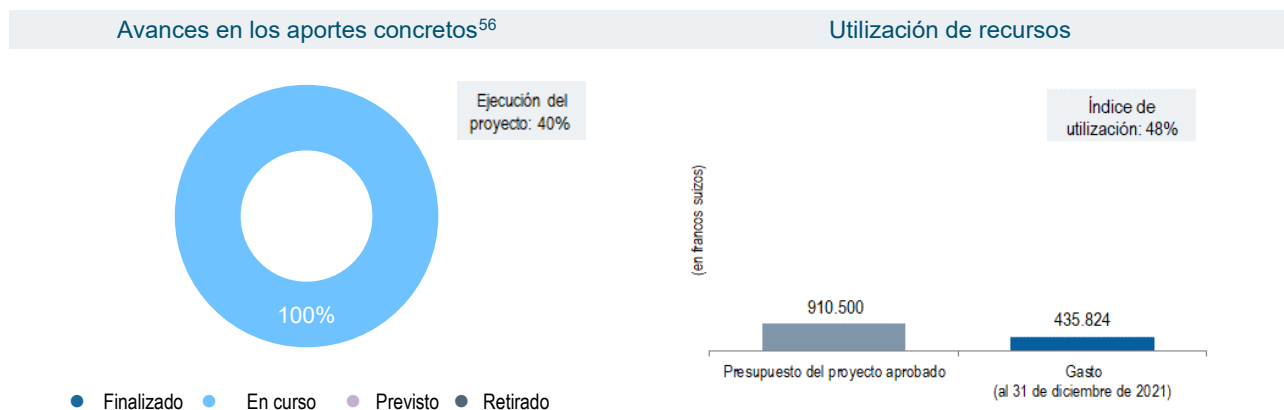 Avances en los aportes concretos56
Utilización de recursos
Ejecución del
proyecto: 40%
100%
Finalizado En curso Previsto Retirado
Índice de
utilización: 48%
(en francos suizos)
910.500
435.824
Presupuesto del proyecto aprobado
Gasto
(al 31 de diciembre de 2021)